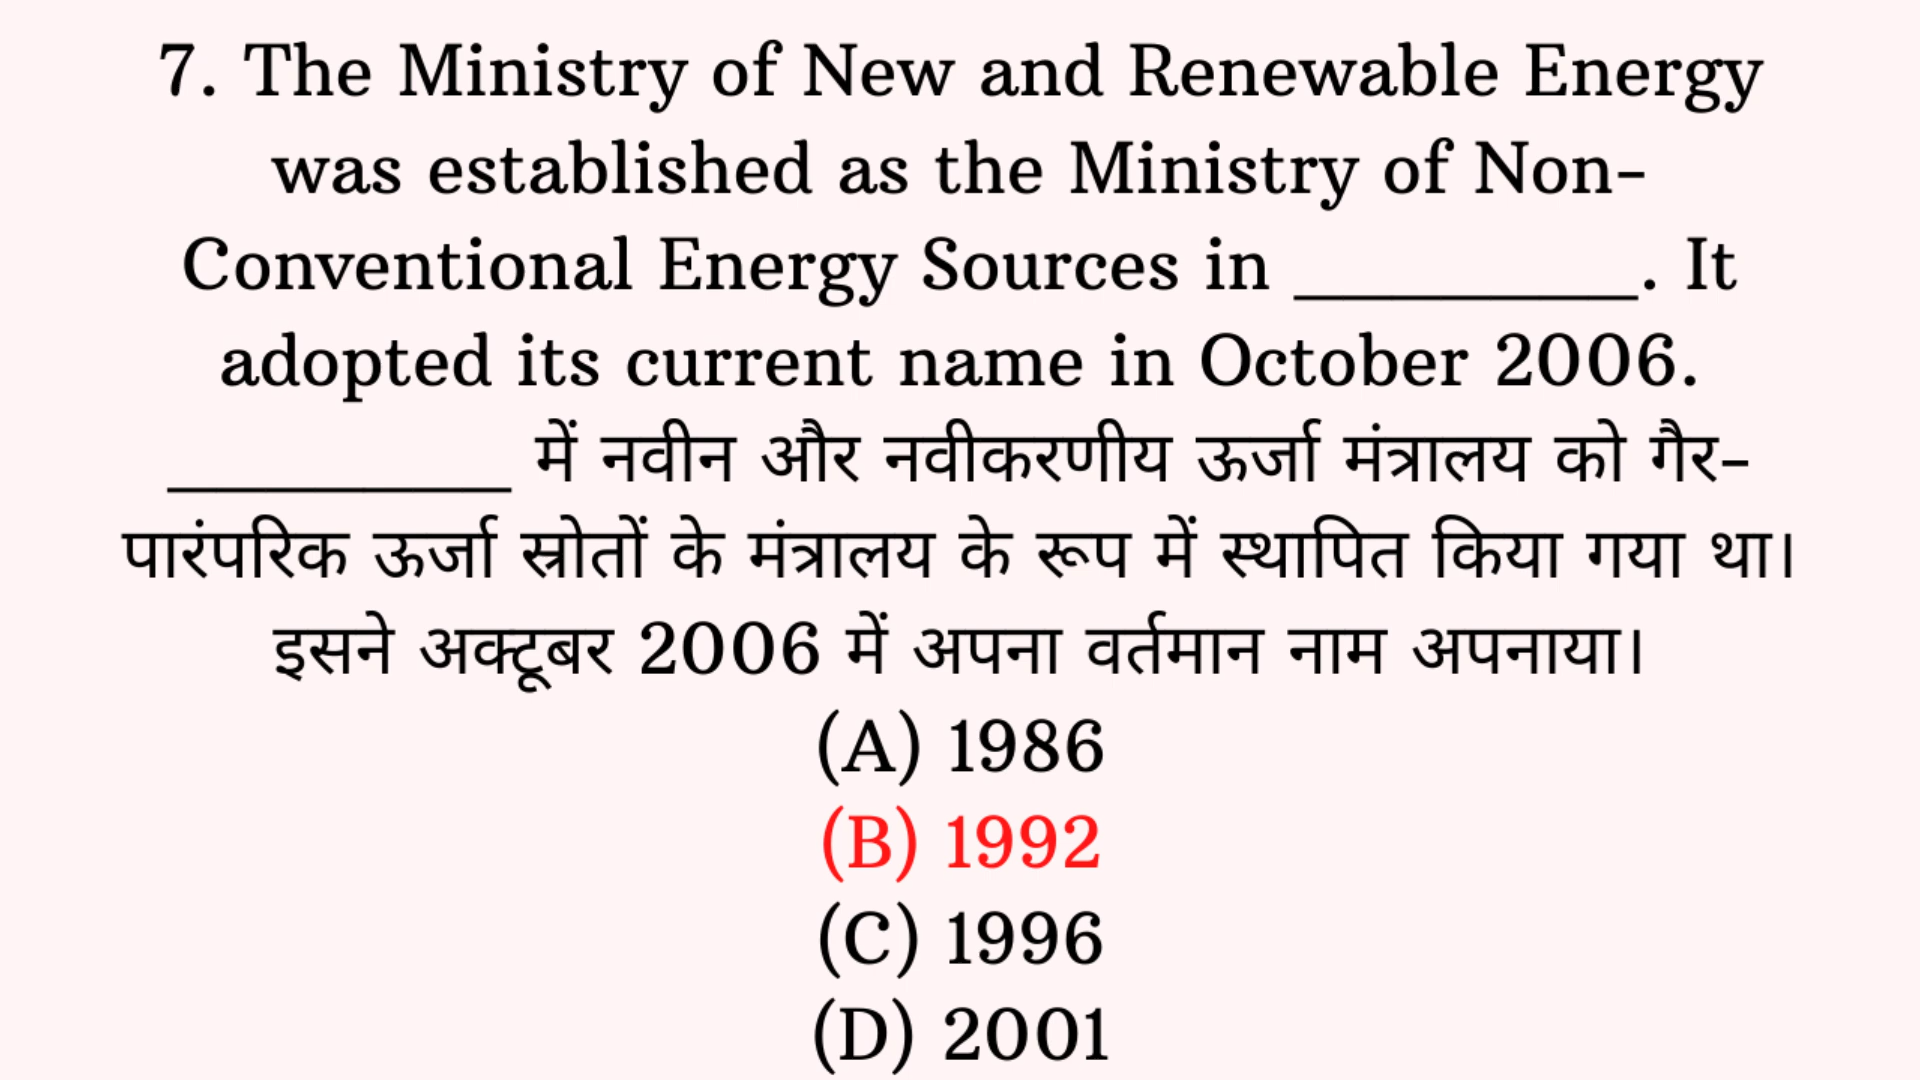 7. The Ministry of New and Renewable Energy
was established as the Ministry of Non-
Conventional Energy Sources in _________. It
adopted its current name in October 2006.
_________ में नवीन और नवीकरणीय ऊर्जा मंत्रालय को गैर-
पारंपरिक ऊर्जा स्रोतों के मंत्रालय के रूप में स्थापित किया गया था।
इसने अक्टूबर 2006 में अपना वर्तमान नाम अपनाया।
(A) 1986
(B) 1992
(C) 1996
(D) 2001